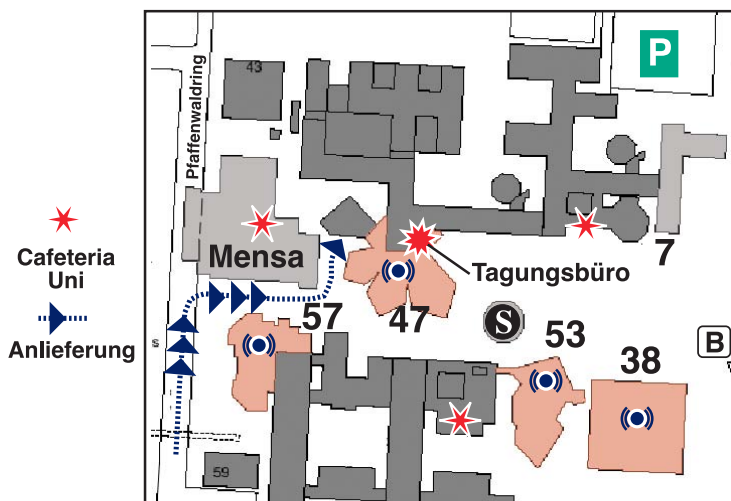 P
43
Pfaffenwaldring
Cafeteria
Uni
Mensa
7
Tagungsbüro
Anlieferung
57
47
S
53
38
B
59